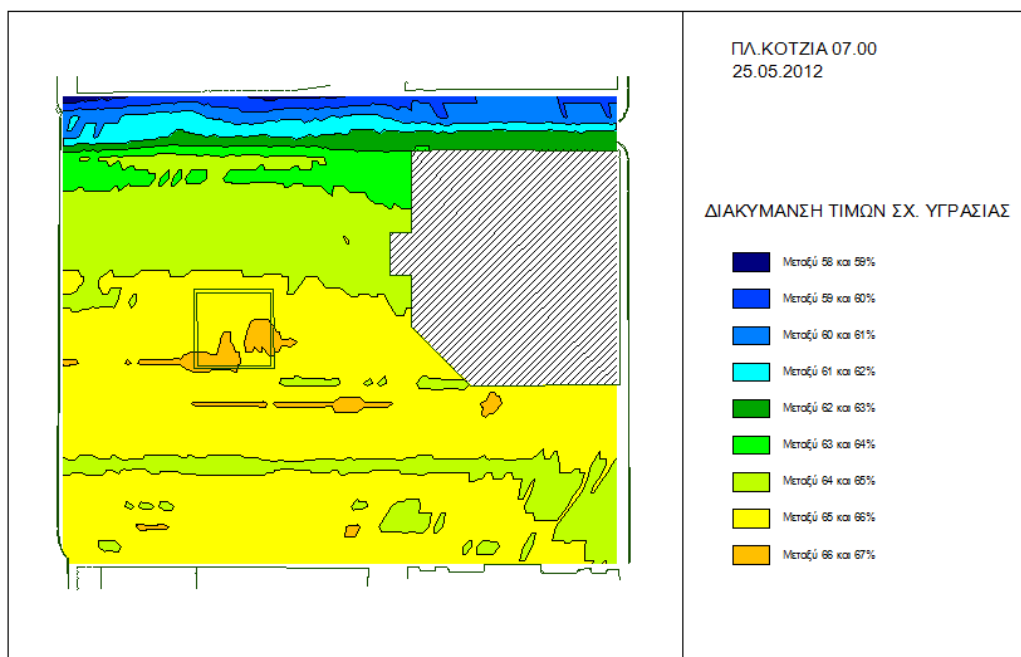 ΠΛ.ΚΟΤΖΙΑ 07.00
25.05.2012
ΔΙΑΚΥΜΑΝΣΗ ΤΙΜΩΝ ΣΧ. ΥΓΡΑΣΙΑΣ
Μεταξύ 58 και 59%
Μεταξύ 59 και 60%
Μεταξύ 60 και 61%
Μεταξύ 61 και 62%
Μεταξύ 62 και 63%
Μεταξύ 63 και 64%
Μεταξύ 64 και 65%
Μεταξύ 65 και 66%
Μεταξύ 66 και 67%